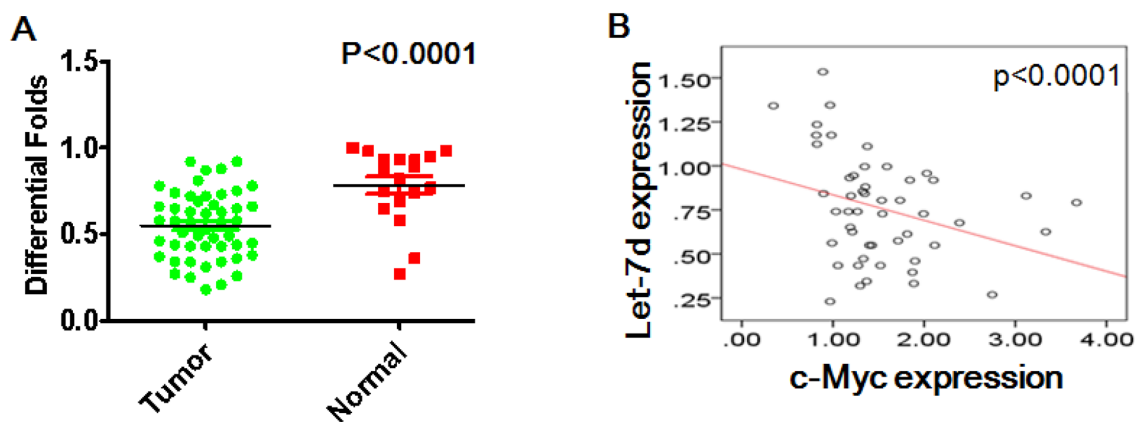 A
P<0.0001
Differential Folds
1.5
1.0
0.5
0.0
Tumor
Normal
B
p<0.0001
Let-7d expression
1.50
1.25
1.00
0.75
.50
.25
.00
1.00
2.00
3.00
4.00
c-Myc expression